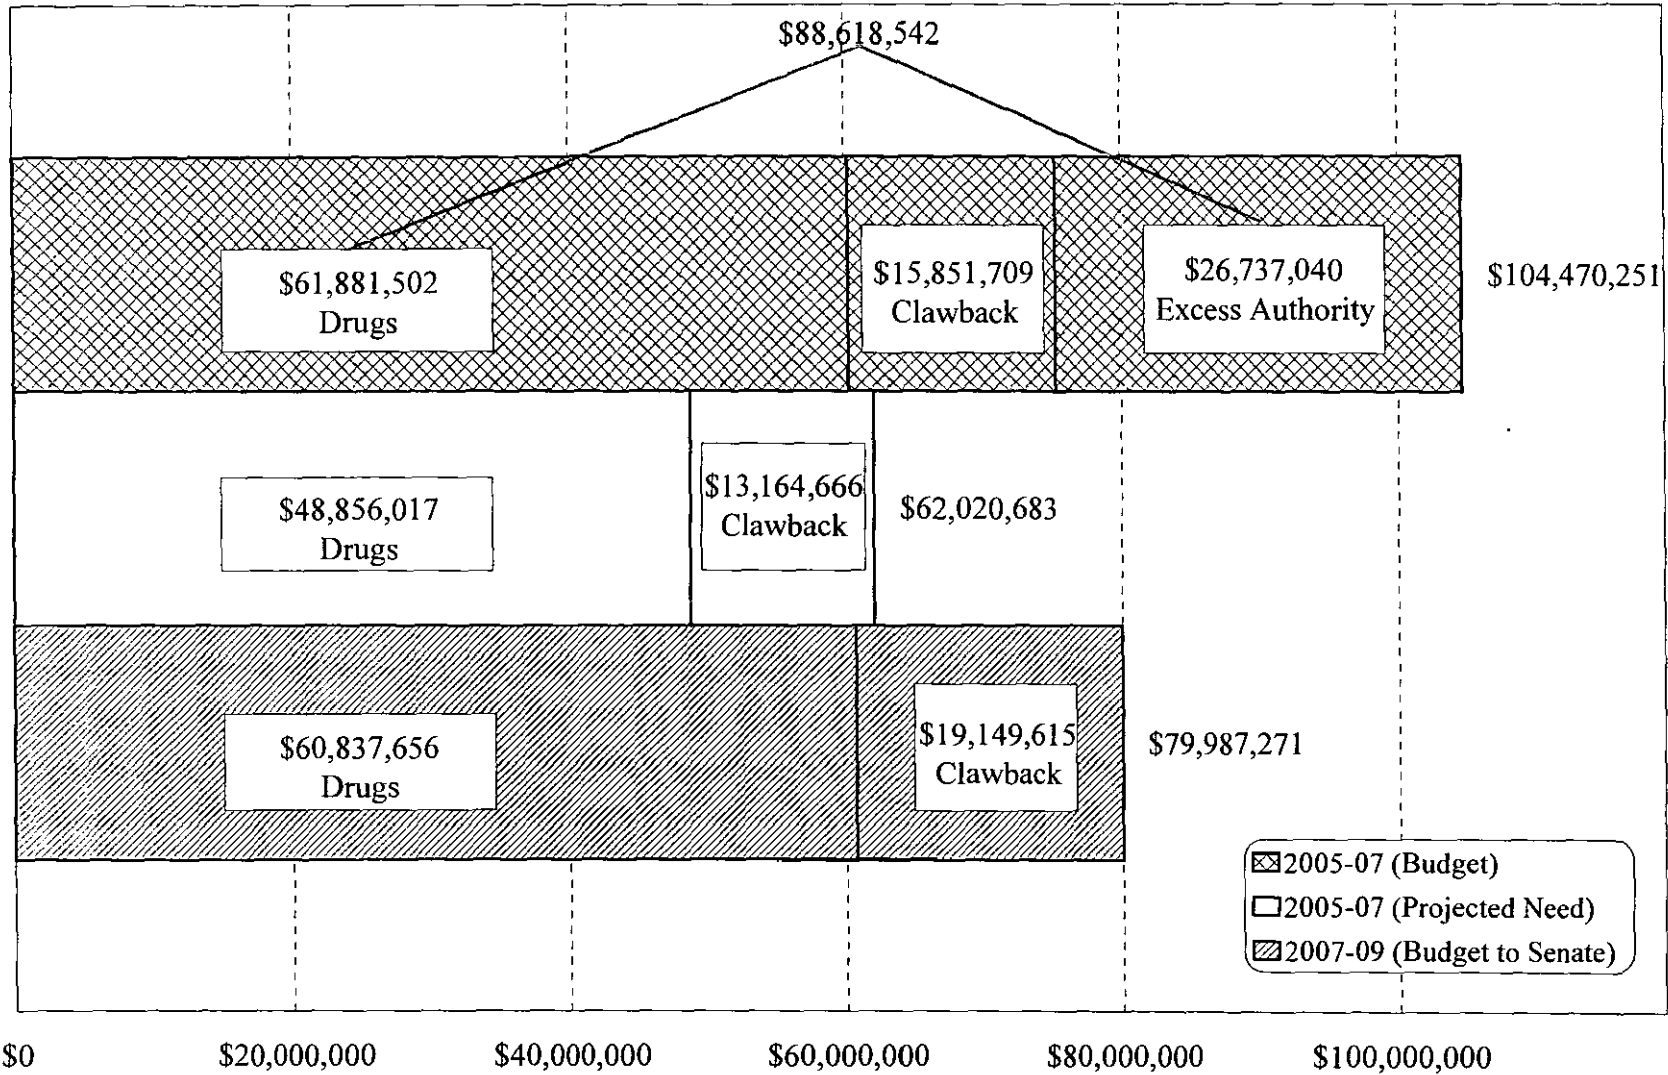 $88,618,542
$61,881,502
Drugs
$15,851,709
Clawback
$26,737,040
Excess Authority
$104,470,251
$48,856,017
Drugs
$13,164,666
Clawback
$62,020,683
$60,837,656
Drugs
$19,149,615
Clawback
$79,987,271
2005-07 (Budget)
2005-07 (Projected Need)
2007-09 (Budget to Senate)
$0 $20,000,000 $40,000,000 $60,000,000 $80,000,000 $100,000,000